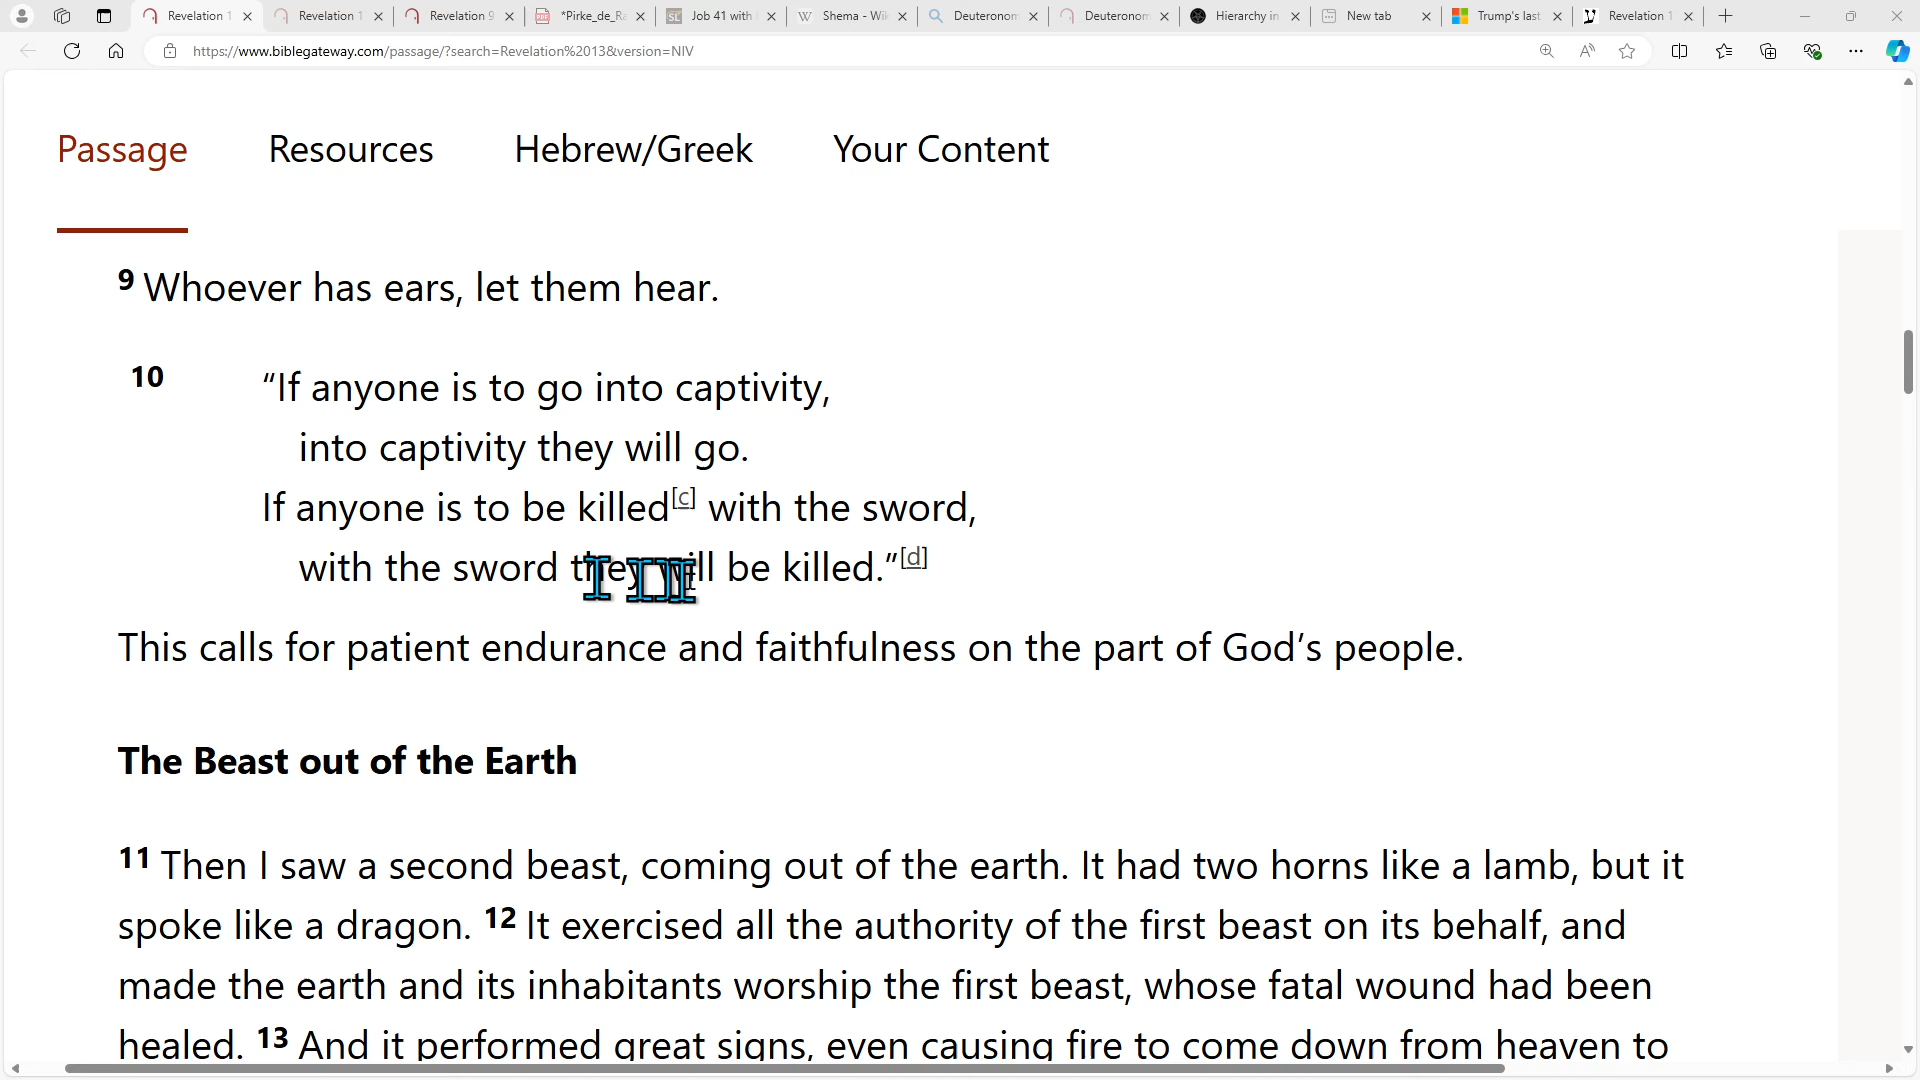 Revelation 1
Revelation 1
Revelation 9
*Pirke_de_Ra
Job 41 with
Shema - Wik
Deuteronom
Deuteronom
Hierarchy in
New tab
Trump's last
Revelation 1
https://www.biblegateway.com/passage/?search=Revelation%2013&version=NIV
Passage Resources Hebrew/Greek Your Content
9 Whoever has ears, let them hear.
10 “If anyone is to go into captivity,
into captivity they will go.
If anyone is to be killed[c] with the sword,
with the sword they will be killed.”[d]
This calls for patient endurance and faithfulness on the part of God’s people.
The Beast out of the Earth
11 Then I saw a second beast, coming out of the earth. It had two horns like a lamb, but it
spoke like a dragon. 12 It exercised all the authority of the first beast on its behalf, and
made the earth and its inhabitants worship the first beast, whose fatal wound had been
healed. 13 And it performed great signs, even causing fire to come down from heaven to